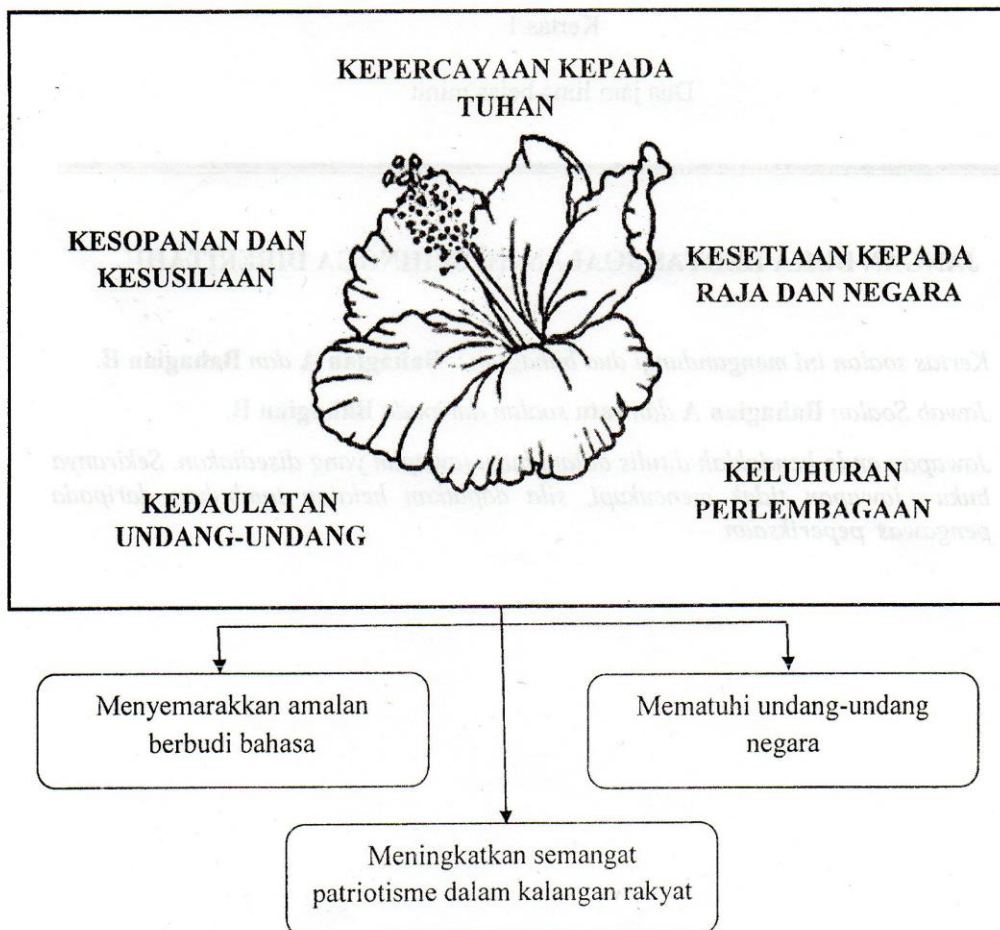 KEPERCAYAAN KEPADA
TUHAN
KESOPANAN DAN
KESUSILAAN
KESETIAAN KEPADA
RAJA DAN NEGARA
KEDAULATAN
UNDANG-UNDANG
KELUHURAN
PERLEMBAGAAN
Menyemarakkan amalan
berbudi bahasa
Mematuhi undang-undang
negara
Meningkatkan semangat
patriotisme dalam kalangan rakyat